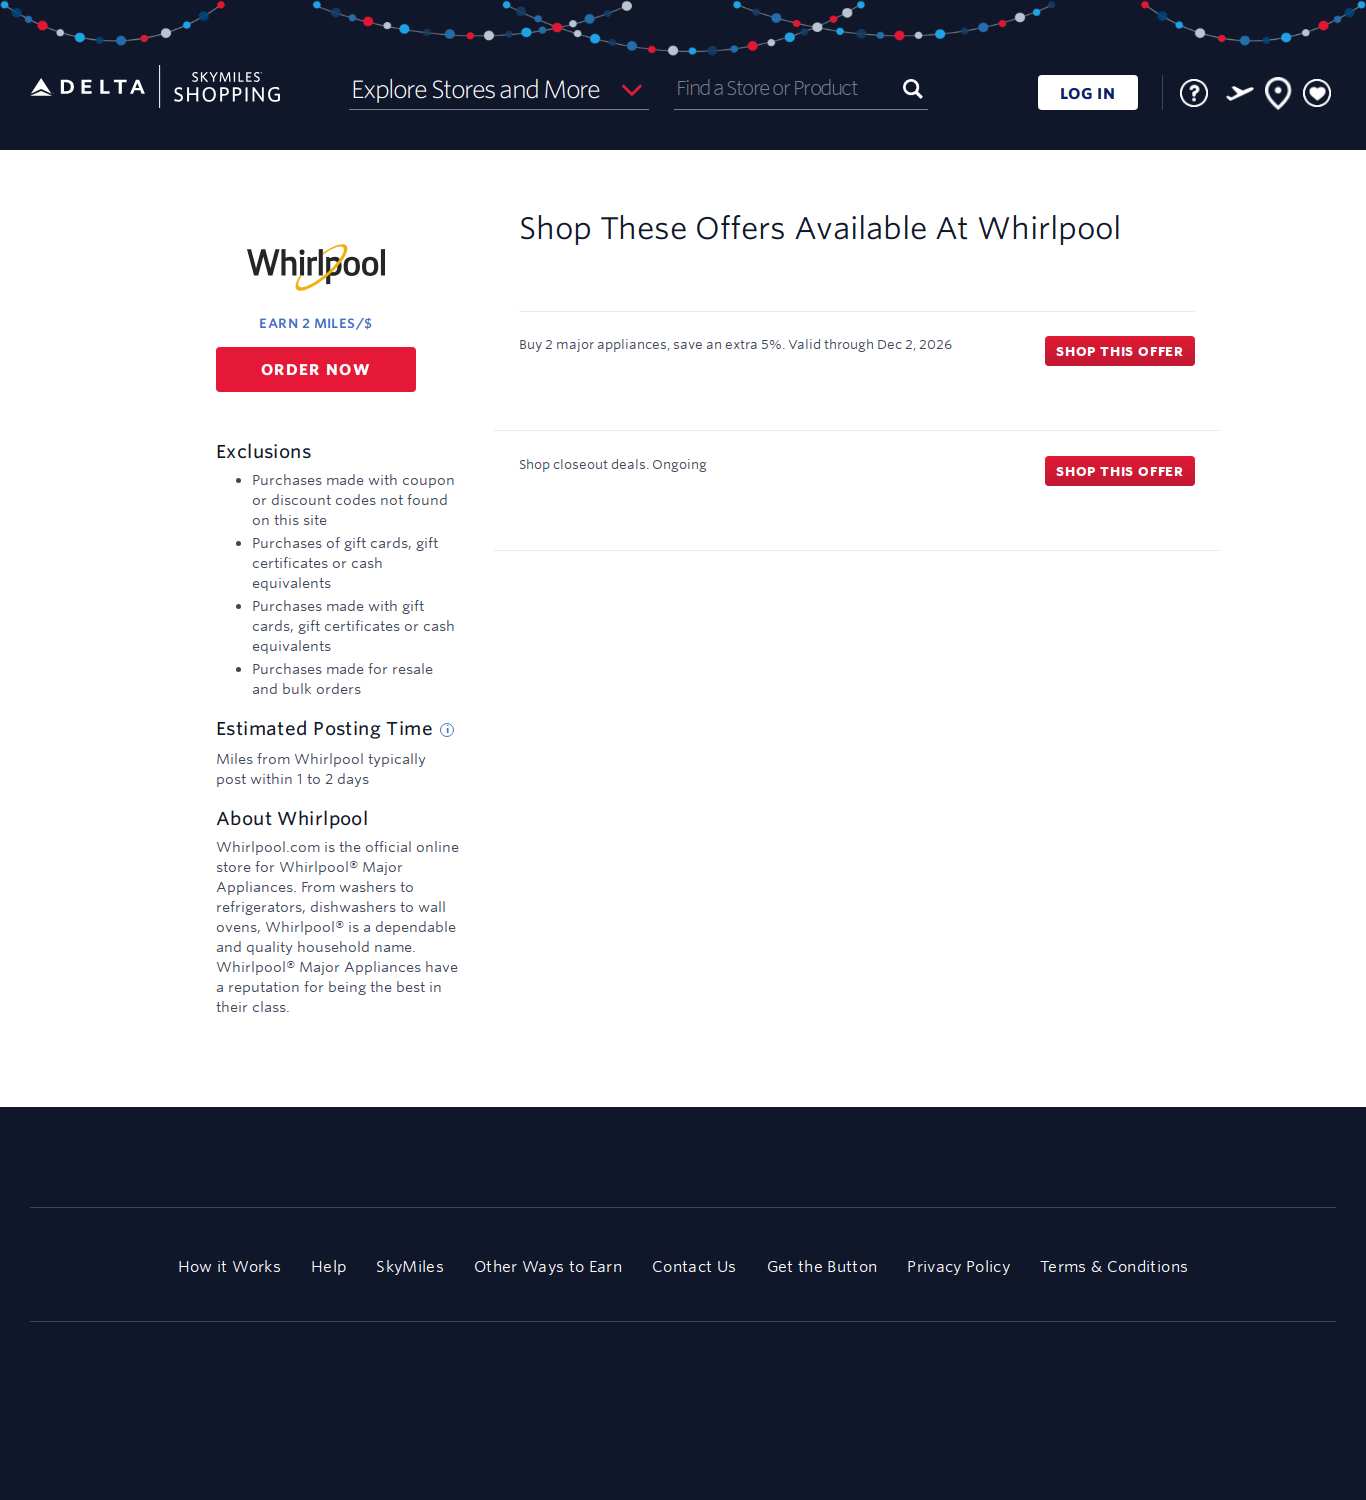 DELTA
SKYMILES
SHOPPING
Explore Stores and More
Find a Store or Product
LOG IN
Whirlpool
EARN 2 MILES/$
ORDER NOW
Exclusions
Purchases made with coupon
or discount codes not found
on this site
Purchases of gift cards, gift
certificates or cash
equivalents
Purchases made with gift
cards, gift certificates or cash
equivalents
Purchases made for resale
and bulk orders
Estimated Posting Time
Miles from Whirlpool typically
post within 1 to 2 days
About Whirlpool
Whirlpool.com is the official online
store for Whirlpool® Major
Appliances. From washers to
refrigerators, dishwashers to wall
ovens, Whirlpool® is a dependable
and quality household name.
Whirlpool® Major Appliances have
a reputation for being the best in
their class.
Shop These Offers Available At Whirlpool
Buy 2 major appliances, save an extra 5%. Valid through Dec 2, 2026
SHOP THIS OFFER
Shop closeout deals. Ongoing
SHOP THIS OFFER
How it Works Help SkyMiles Other Ways to Earn Contact Us Get the Button Privacy Policy Terms & Conditions